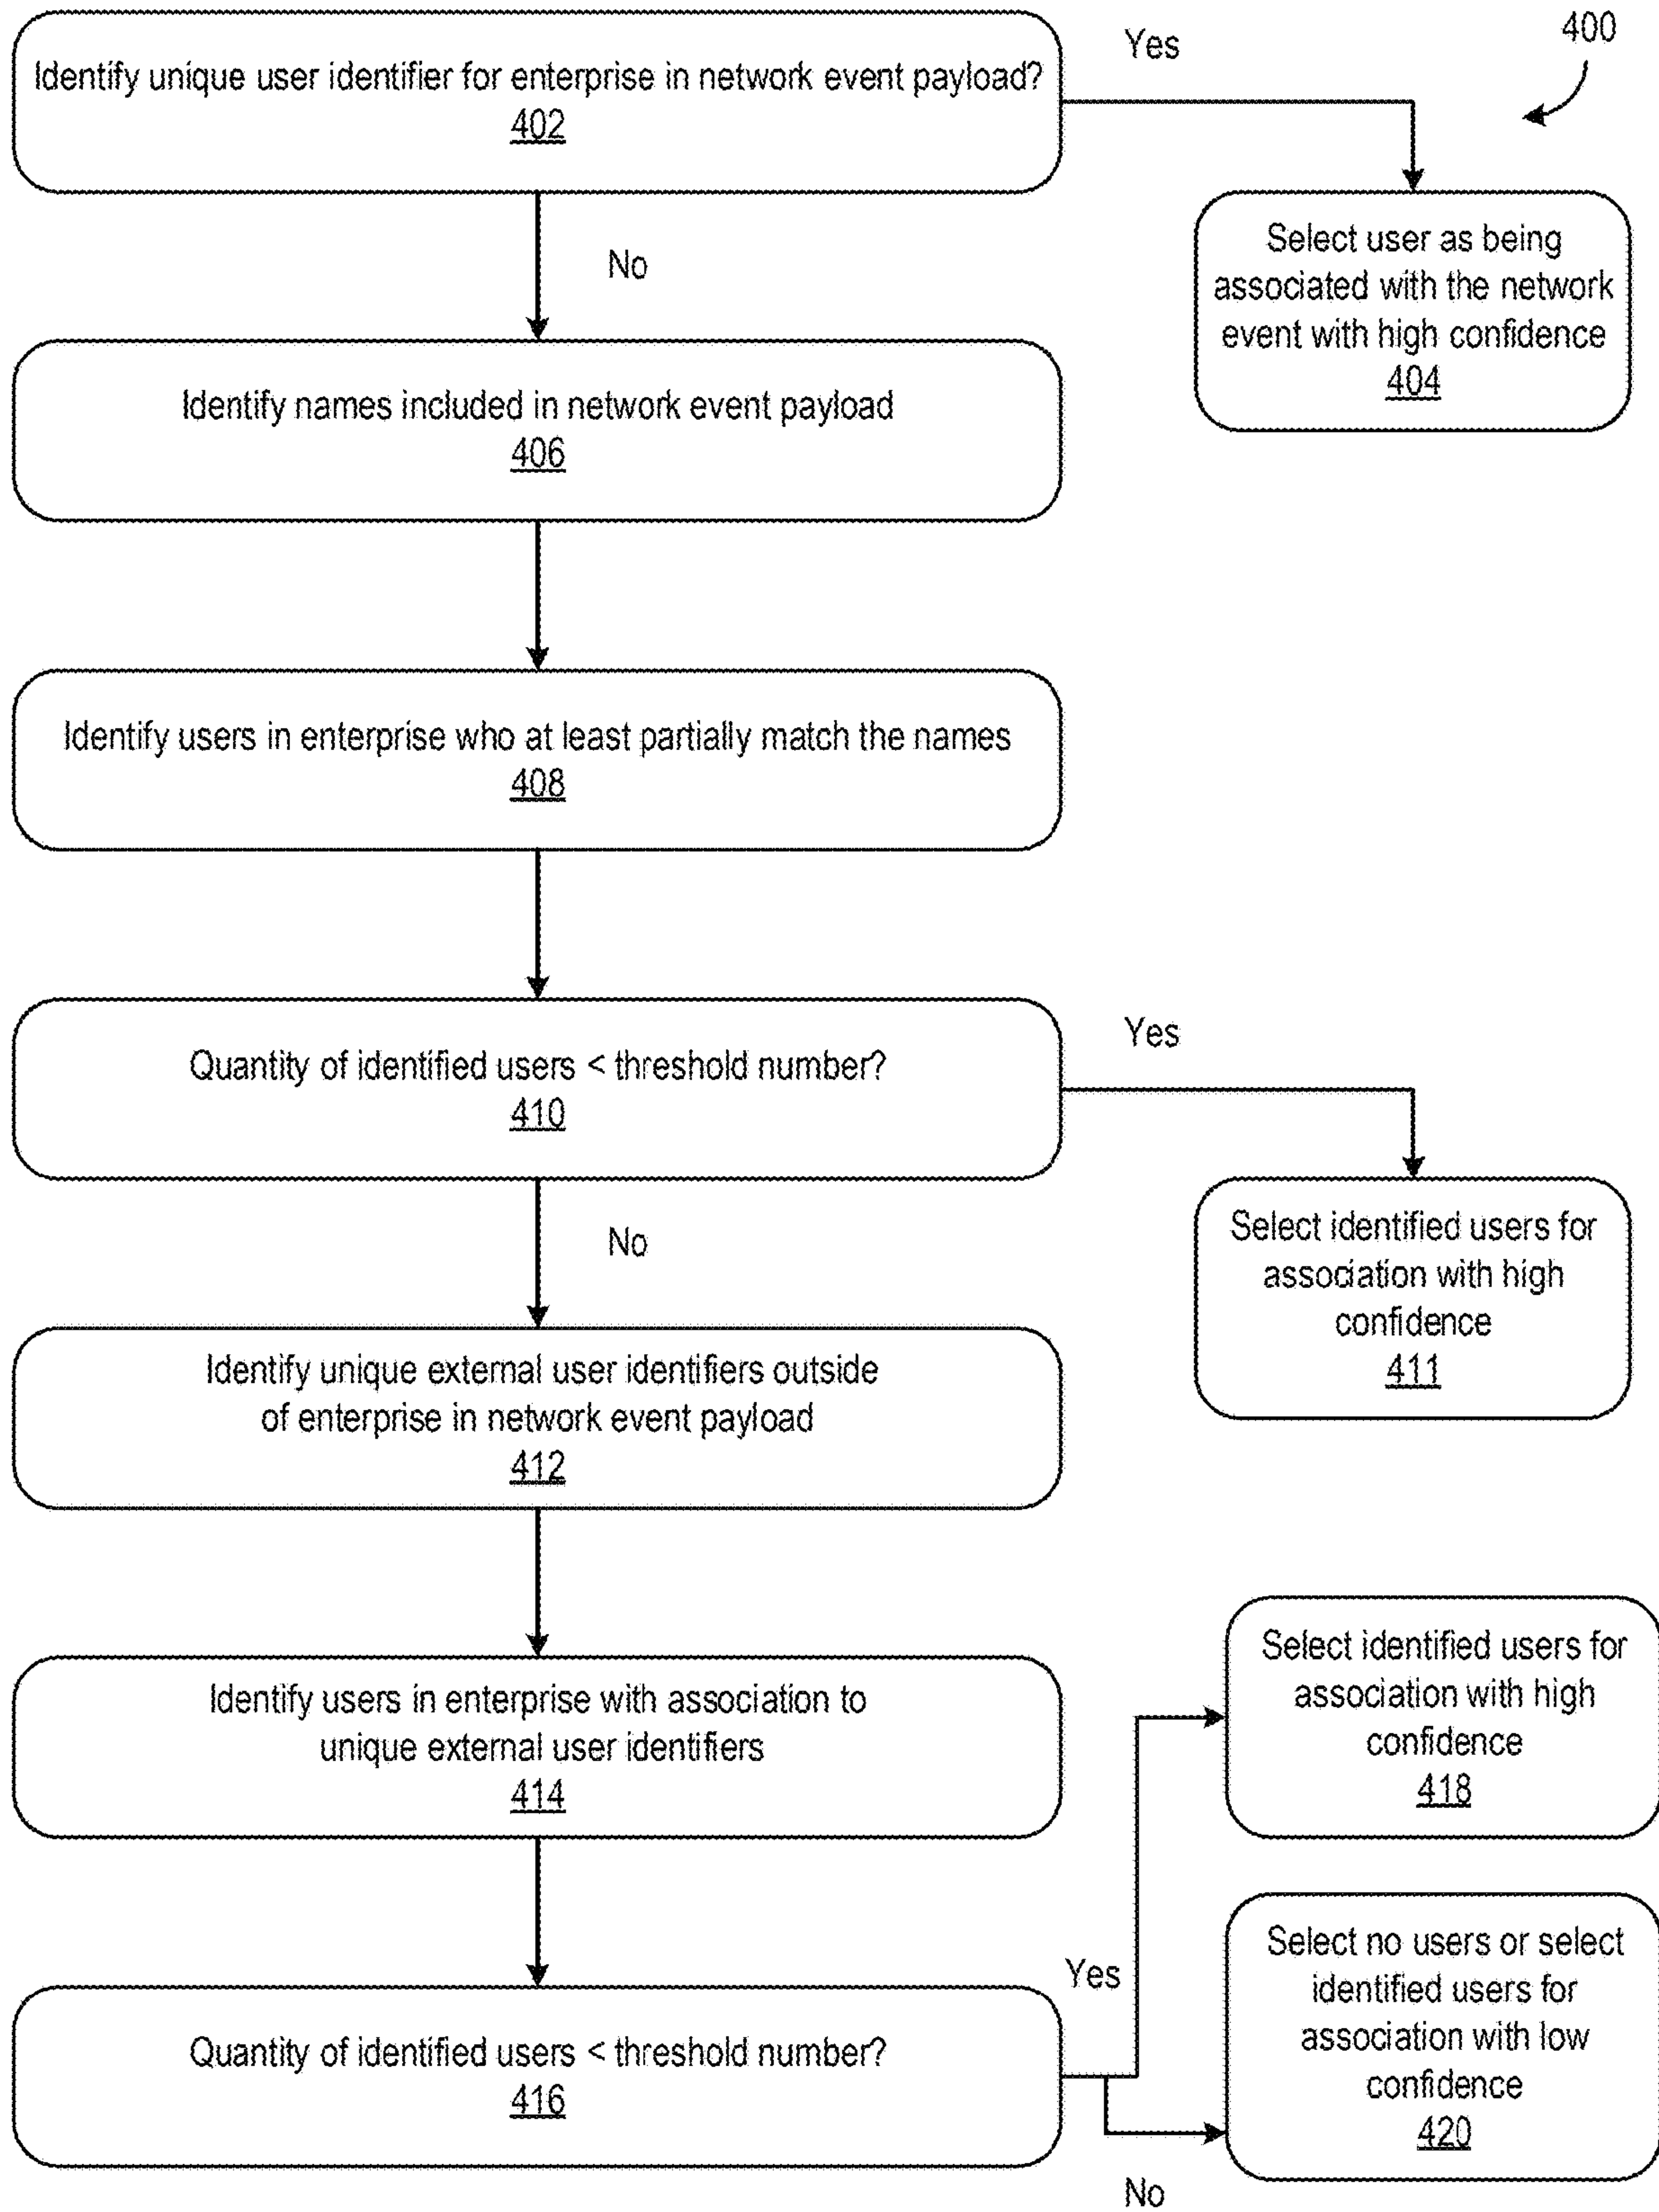 400
Yes
Identify unique user identifier for enterprise in network event payload?
402
Select user as being
associated with the network
event with high confidence
404
No
Identify names included in network event payload
406
Identify users in enterprise who at least partially match the names
408
Yes
Quantity of identified users < threshold number?
410
Select identified users for
association with high
confidence
411
No
Identify unique external user identifiers outside
of enterprise in network event payload
412
Identify users in enterprise with association to
unique external user identifiers
414
Select identified users for
association with high
confidence
418
Yes
Quantity of identified users < threshold number?
416
Select no users or select
identified users for
association with low
confidence
420
No